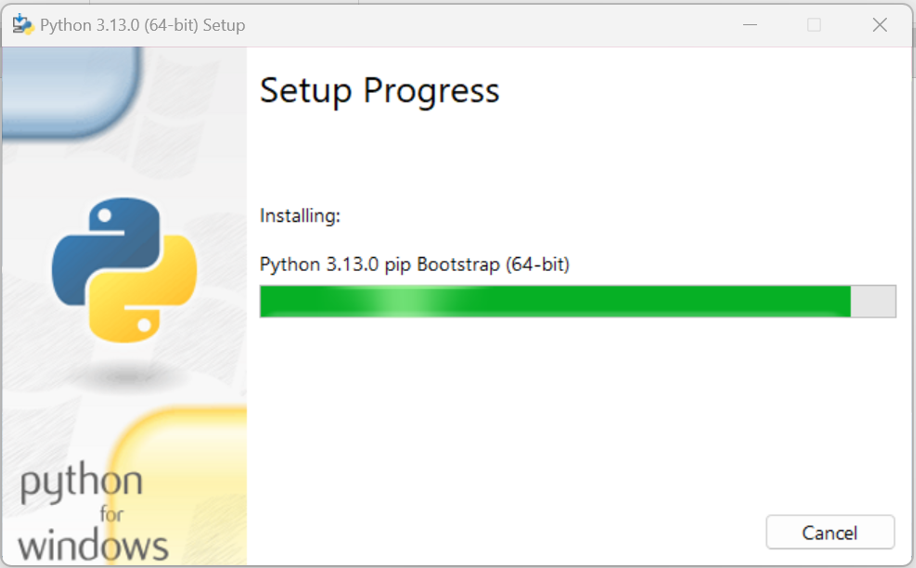 Python 3.13.0 (64-bit) Setup
Setup Progress
Installing:
Python 3.13.0 pip Bootstrap (64-bit)
python
for
windows
Cancel